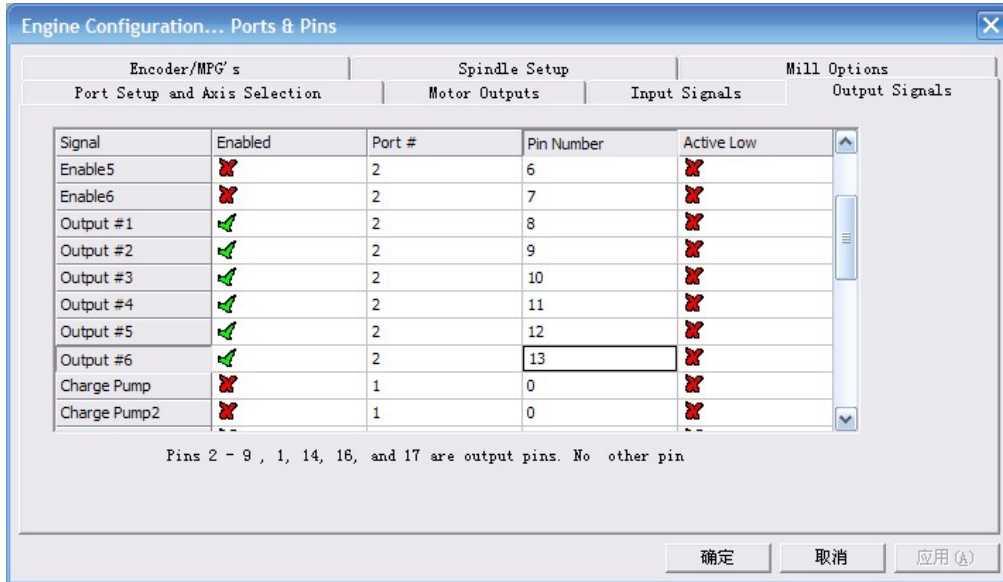 Engine Configuration... Ports & Pins
Encoder/MPG's Spindle Setup Mill Options
Port Setup and Axis Selection Motor Outputs Input Signals Output Signals
Signal Enabled Port # Pin Number Active Low
Enable5 2 6
Enable6 2 7
Output #1 2 8
Output #2 2 9
Output #3 2 10
Output #4 2 11
Output #5 2 12
Output #6 2 13
Charge Pump 1 0
Charge Pump2 1 0
Pins 2 - 9 , 1, 14, 16, and 17 are output pins. No other pin
确定 取消 应用(A)